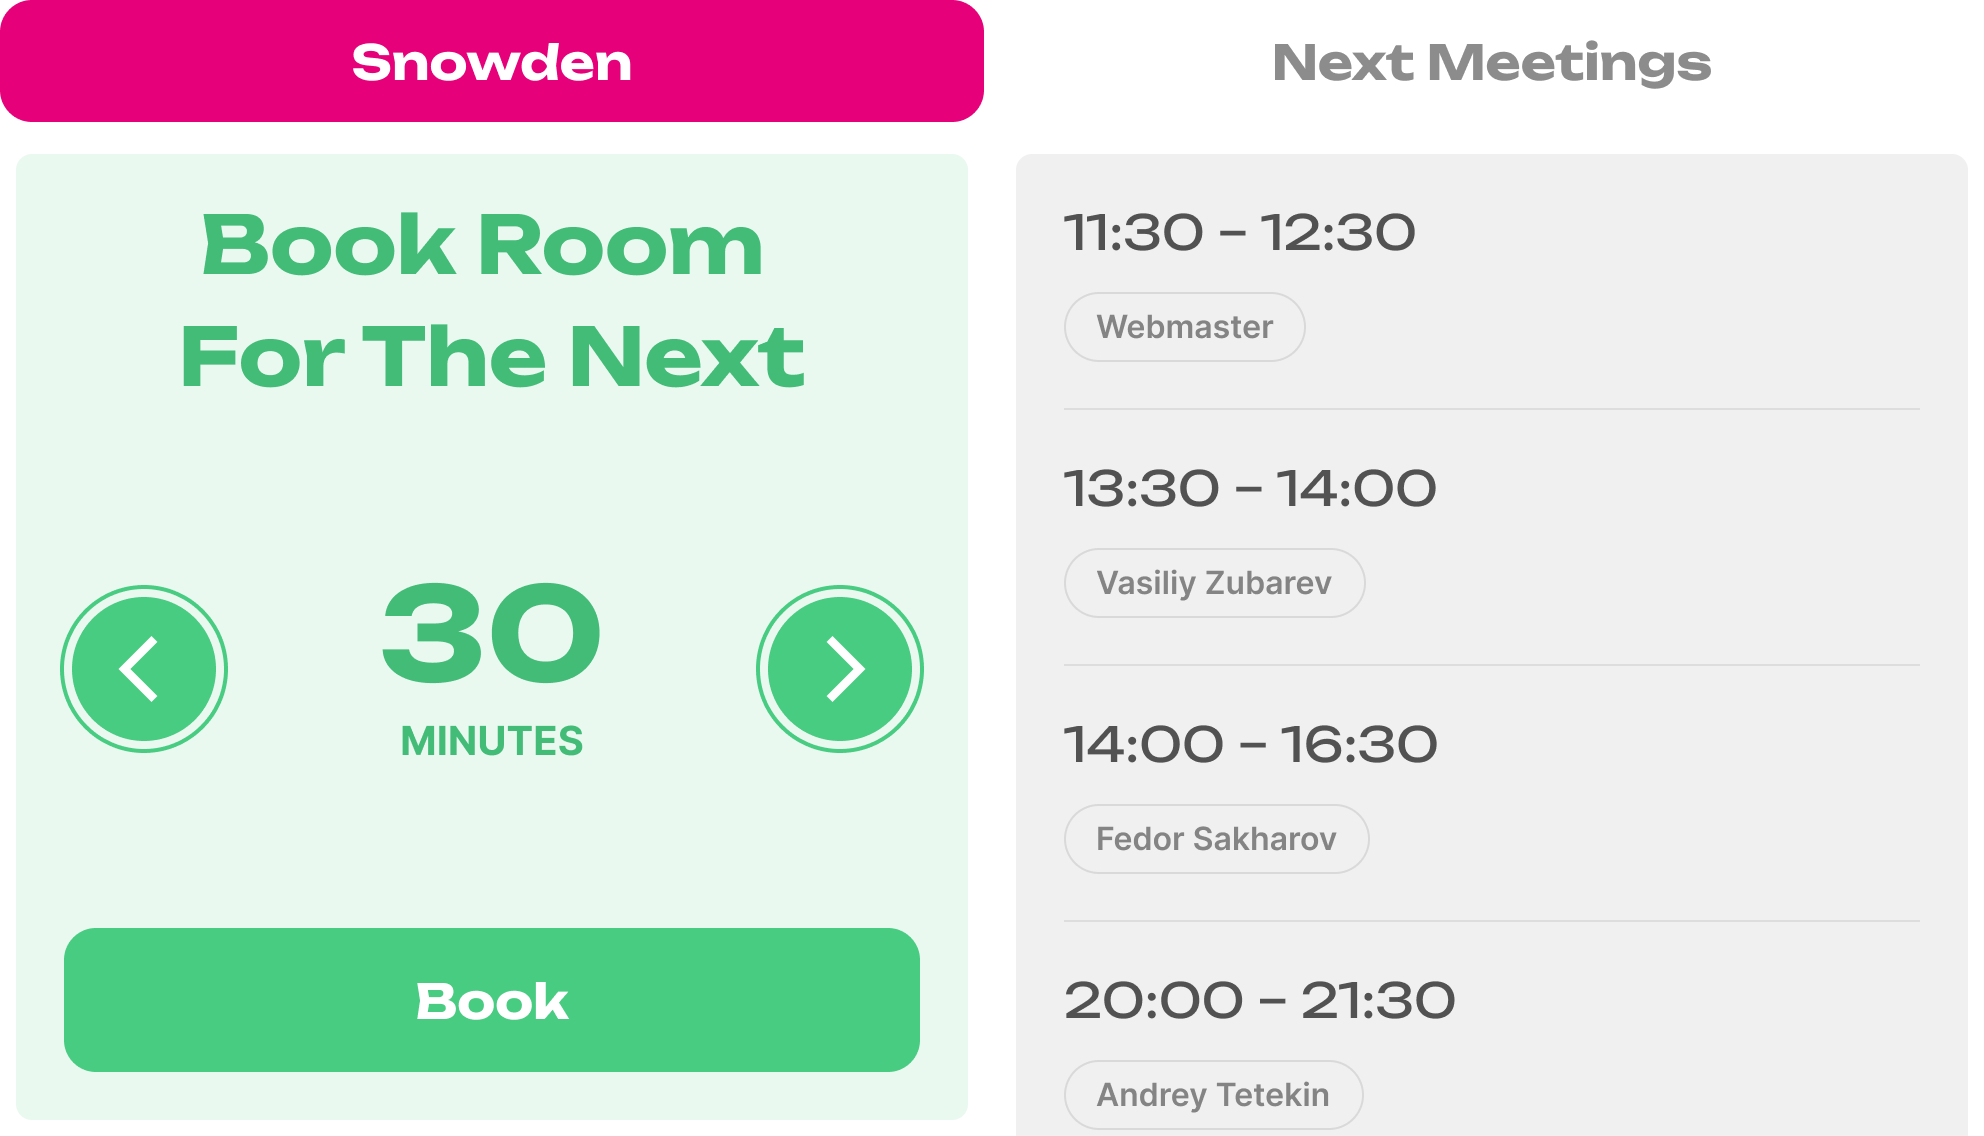 Snowden
Book Room
For The Next
30
MINUTES
Book
Next Meetings
11:30 – 12:30
Webmaster
13:30 – 14:00
Vasiliy Zubarev
14:00 – 16:30
Fedor Sakharov
20:00 – 21:30
Andrey Tetekin